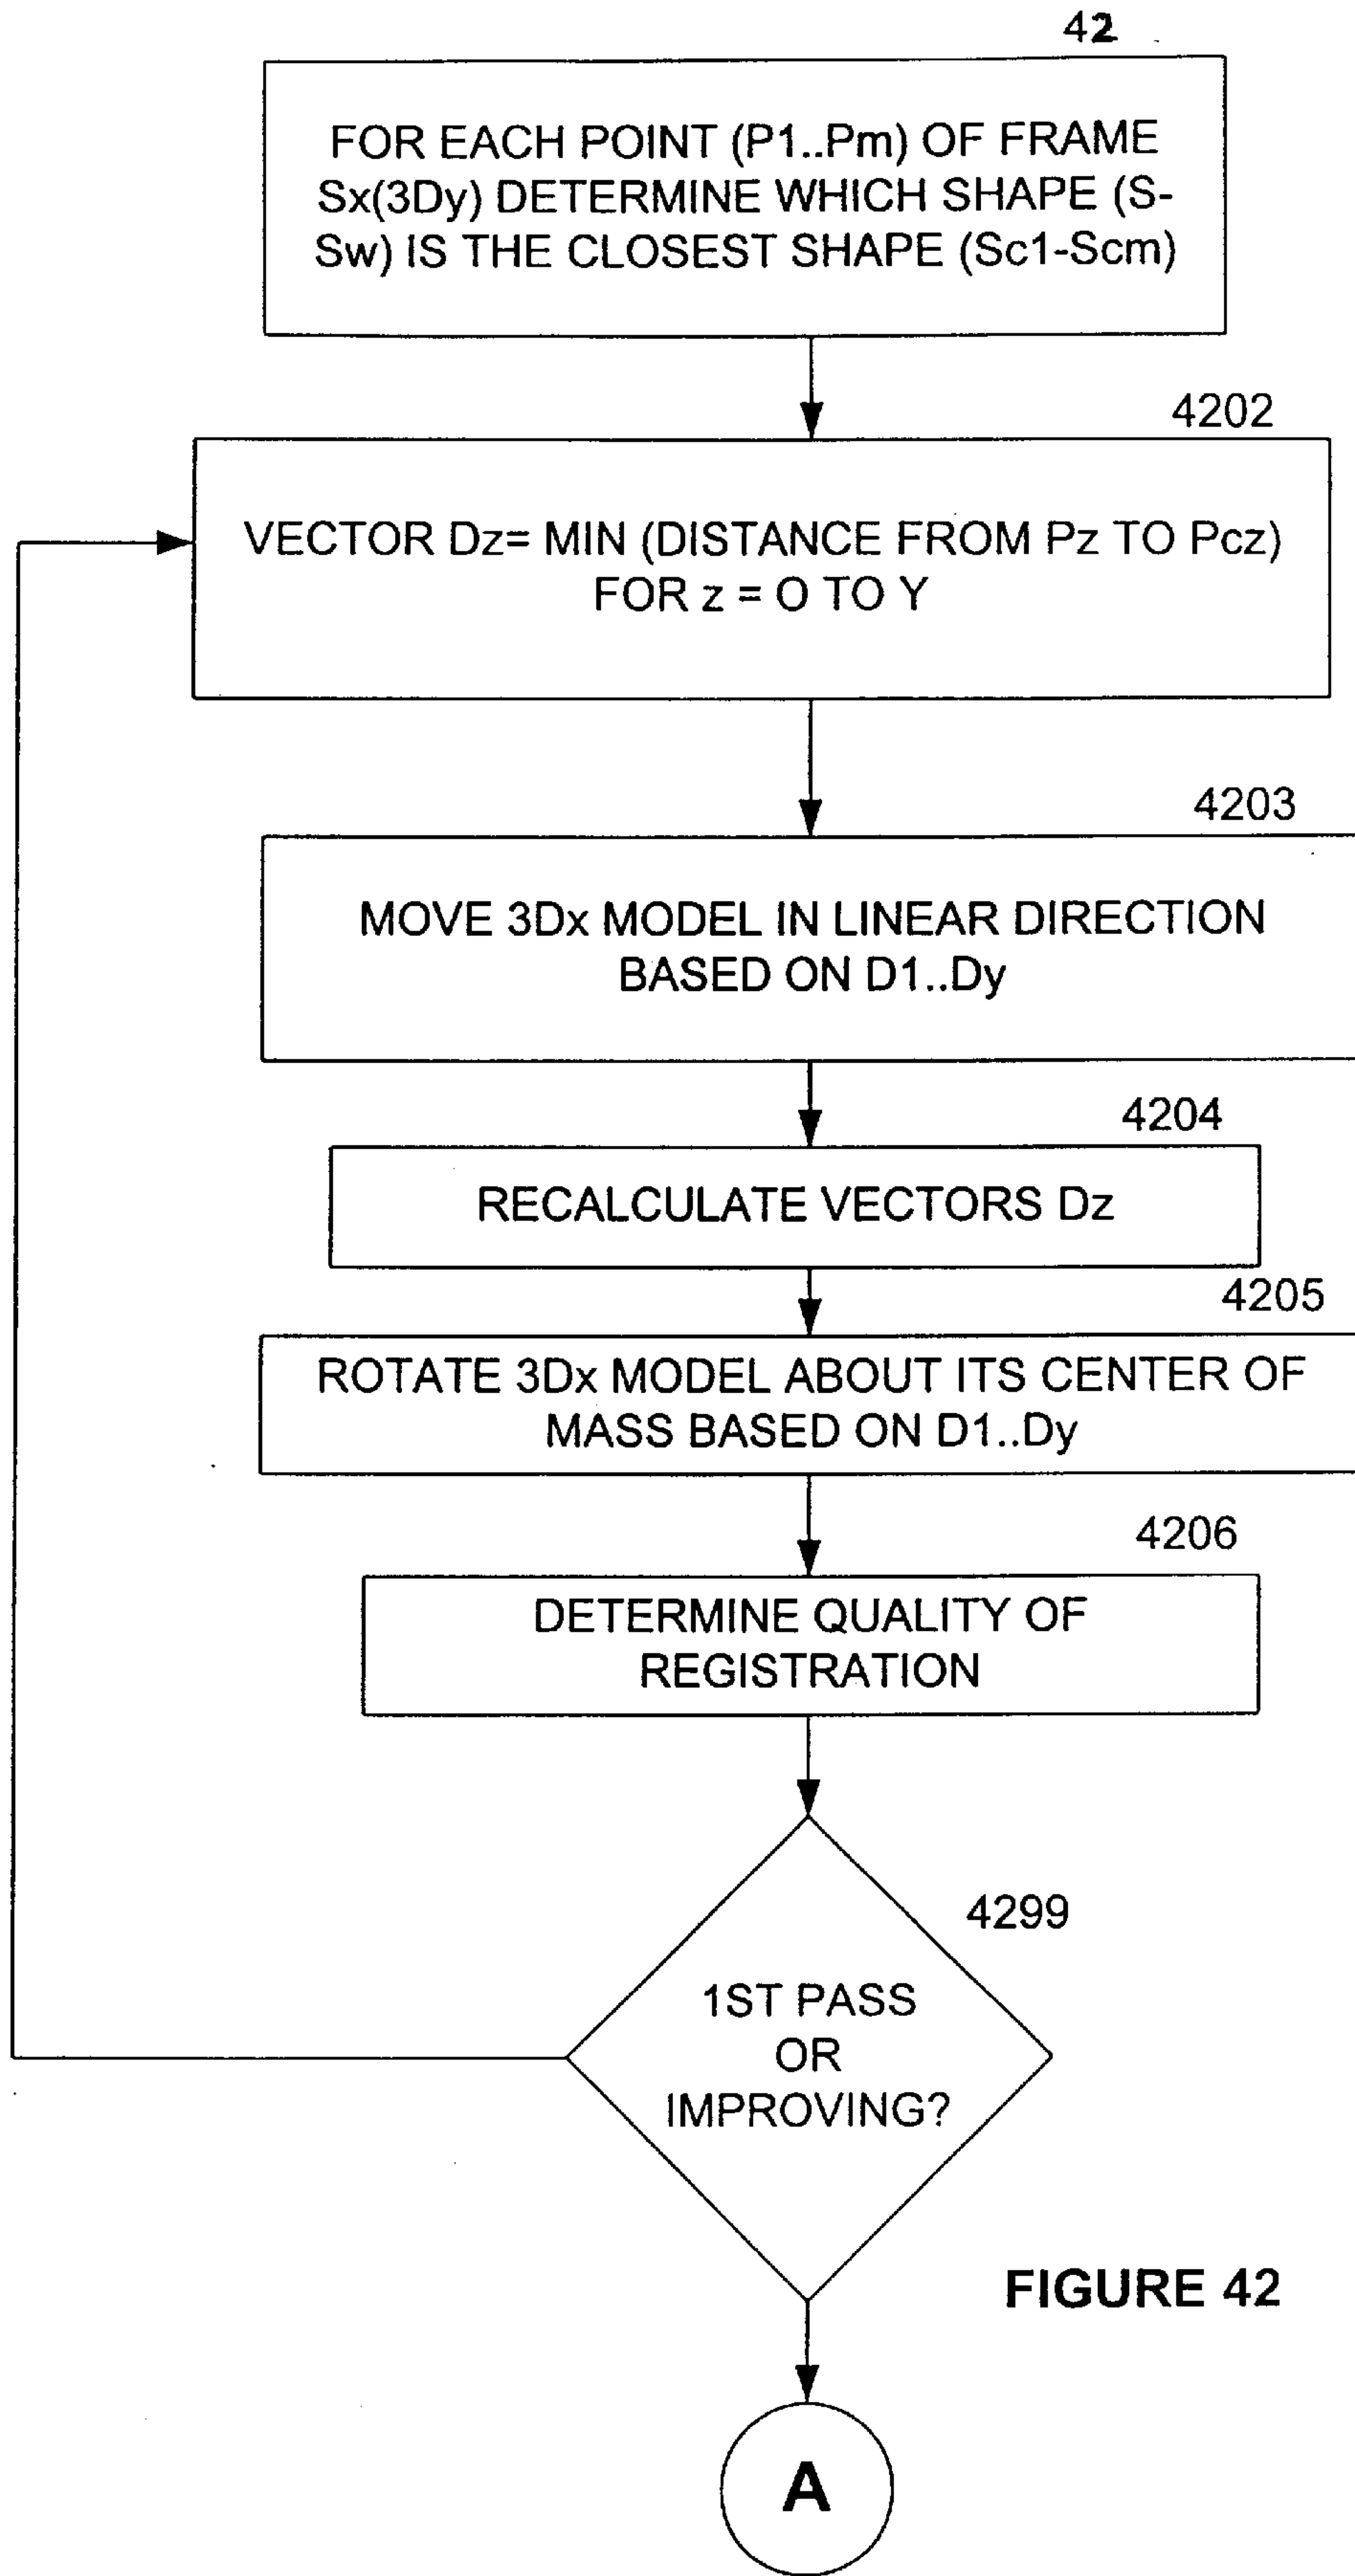 42
FOR EACH POINT (P1..Pm) OF FRAME
Sx(3Dy) DETERMINE WHICH SHAPE (S-
Sw) IS THE CLOSEST SHAPE (Sc1-Scm)
4202
VECTOR Dz= MIN (DISTANCE FROM Pz TO Pcz)
FOR z = O TO Y
4203
MOVE 3Dx MODEL IN LINEAR DIRECTION
BASED ON D1..Dy
4204
RECALCULATE VECTORS Dz
4205
ROTATE 3Dx MODEL ABOUT ITS CENTER OF
MASS BASED ON D1..Dy
4206
DETERMINE QUALITY OF
REGISTRATION
4299
1ST PASS
OR
IMPROVING?
FIGURE 42
A